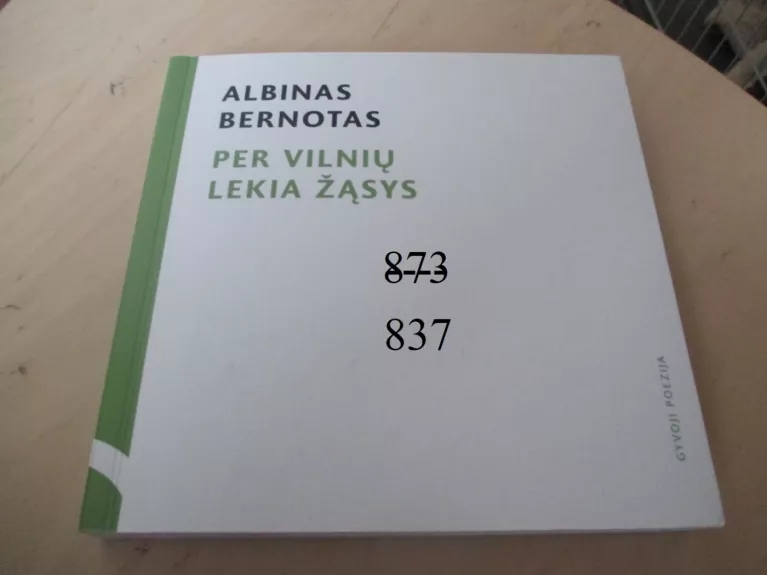 ALBINAS
BERNOTAS
PER VILNIŲ
LEKIA ŽĄSYS
873
837
GYVOJI POEZIJA